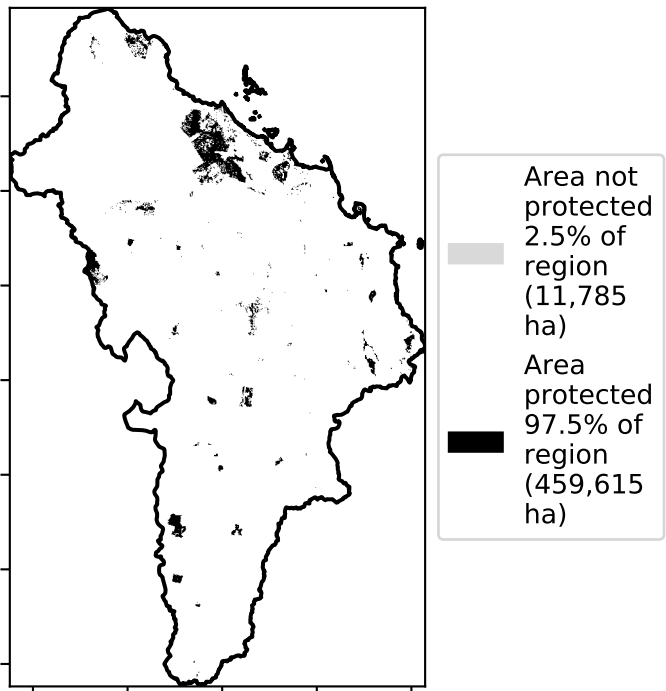 Area not
protected
2.5% of
region
(11,785
ha)
Area
protected
97.5% of
region
(459,615
ha)